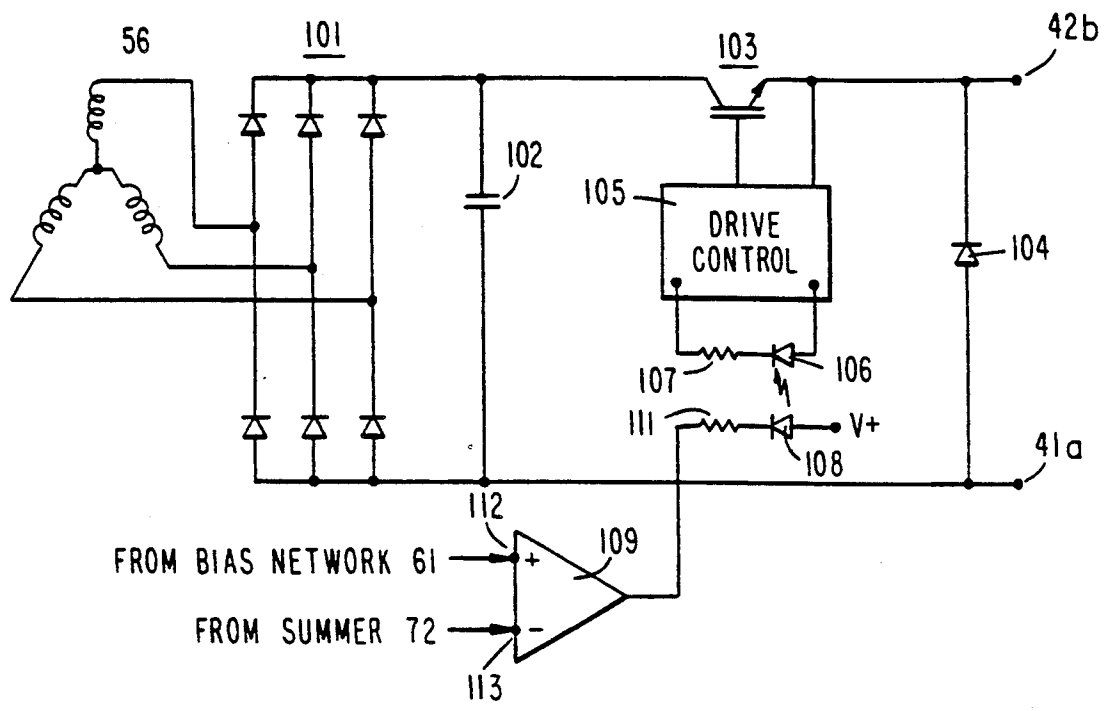 56
101
103
42b
102
105
DRIVE
CONTROL
104
107
106
111
V+
108
41a
112
109
FROM BIAS NETWORK 61
+
FROM SUMMER 72
-
113